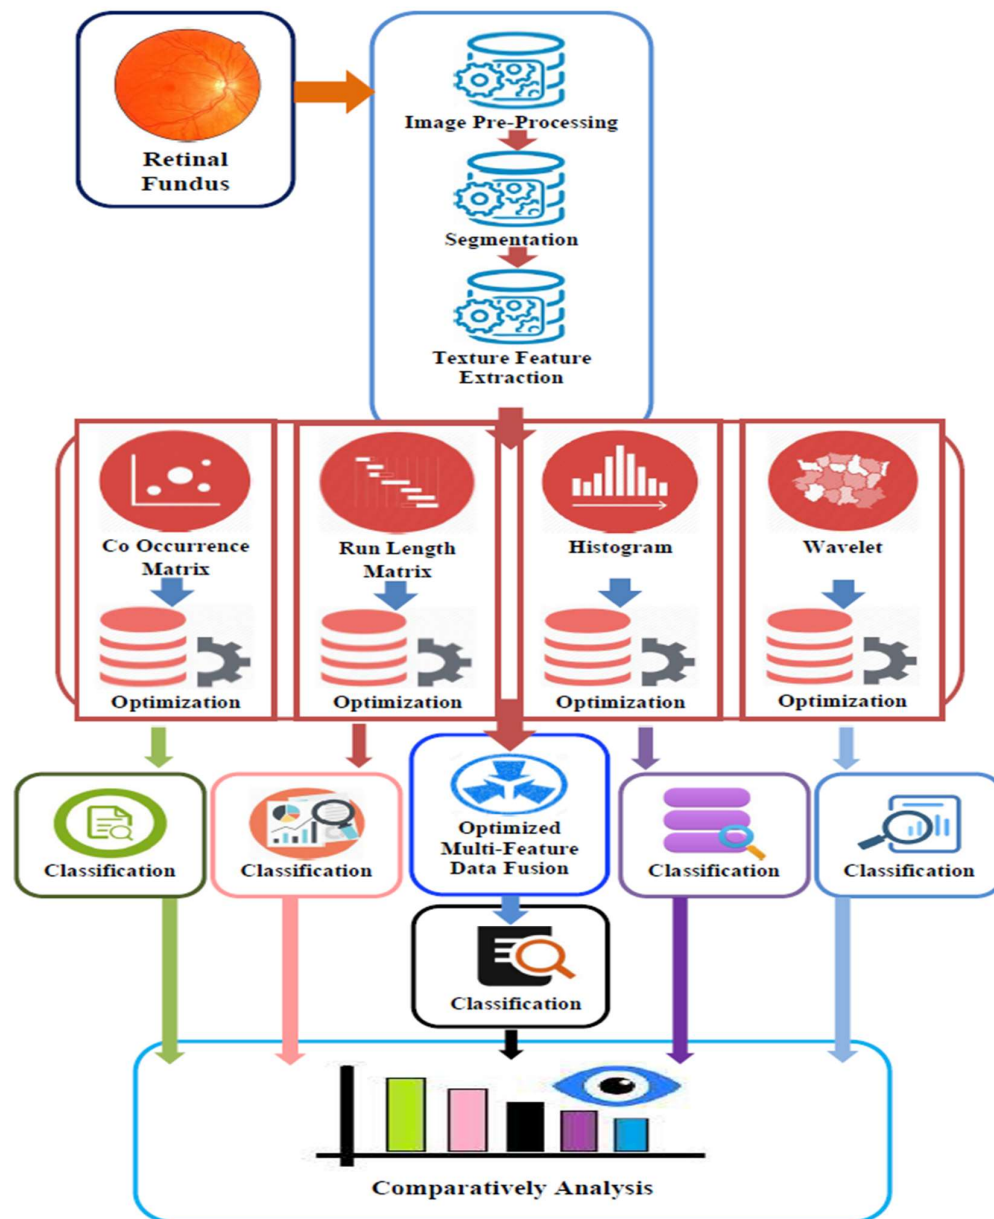 Retinal
Fundus
Image Pre-Processing
Segmentation
Texture Feature
Extraction
Co Occurrence
Matrix
Run Length
Matrix
Histogram
Wavelet
Optimization
Optimization
Optimization
Optimization
Classification
Classification
Optimized
Multi-Feature
Data Fusion
Classification
Classification
Classification
Comparatively Analysis